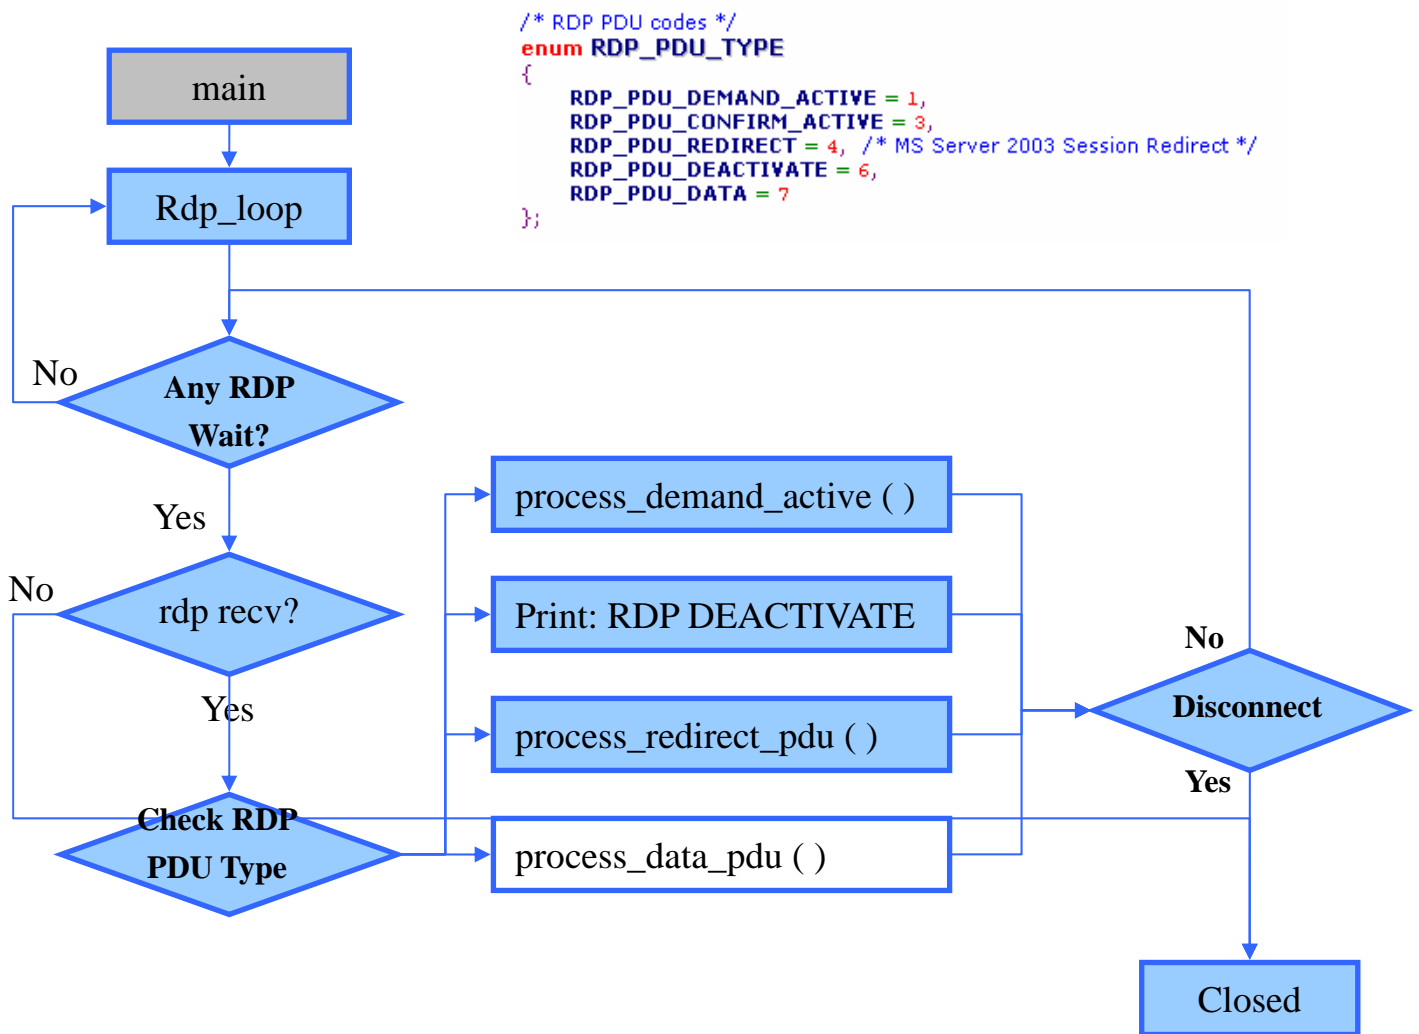 /* RDP PDU codes */
enum RDP_PDU_TYPE
{
RDP_PDU_DEMAND_ACTIVE = 1,
RDP_PDU_CONFIRM_ACTIVE = 3,
RDP_PDU_REDIRECT = 4, /* MS Server 2003 Session Redirect */
RDP_PDU_DEACTIVATE = 6,
RDP_PDU_DATA = 7
};
main
Rdp_loop
No
Any RDP
Wait?
Yes
No
rdp recv?
Yes
Check RDP
PDU Type
process_demand_active ( )
Print: RDP DEACTIVATE
process_redirect_pdu ( )
process_data_pdu ( )
No
Disconnect
Yes
Closed